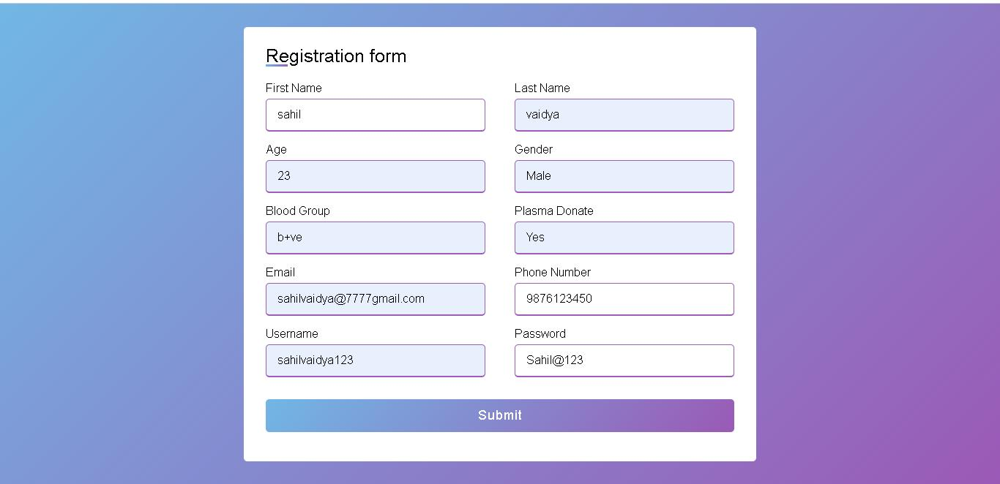 Registration form
First Name
Last Name
sahil
vaidya
Age
Gender
23
Male
Blood Group
Plasma Donate
b+ve
Yes
Email
Phone Number
sahilvaidya@7777gmail.com
9876123450
Username
Password
sahilvaidya123
Sahil@123
Submit